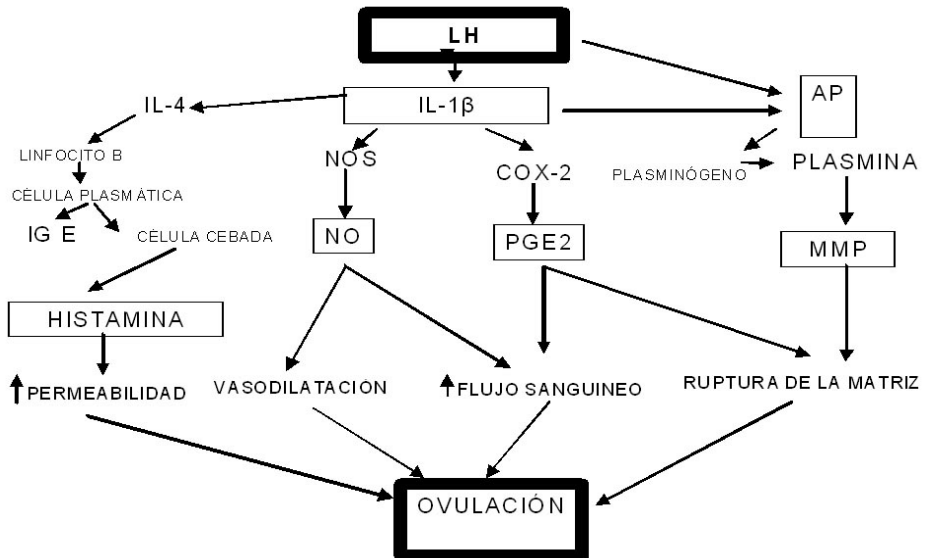 LH
IL-4
IL-1β
AP
LINFOCITO B
NOS
COX-2
PLASMINÓGENO
PLASMINA
CÉLULA PLASMÁTICA
IG E
CÉLULA CEBADA
NO
PGE2
MMP
HISTAMINA
PERMEABILIDAD
VASODILATACIÓN
FLUJO SANGUINEO
RUPTURA DE LA MATRIZ
OVULACIÓN